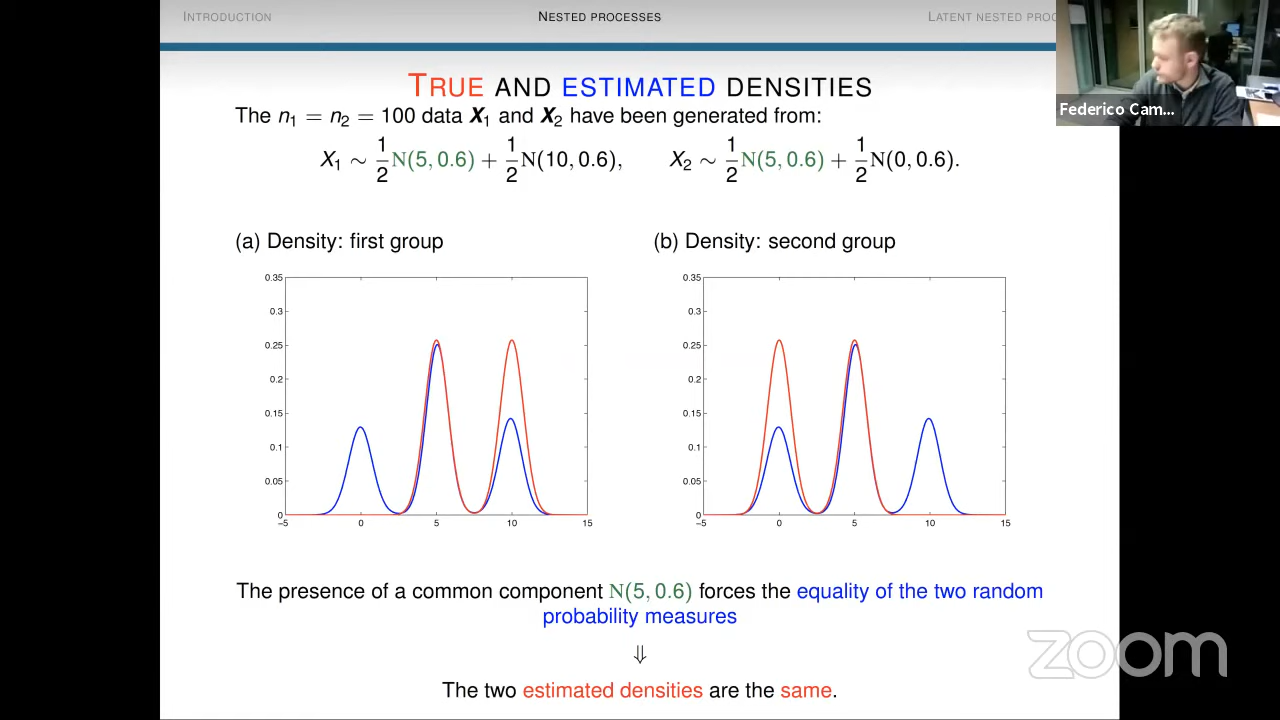 INTRODUCTION NESTED PROCESSES LATENT NESTED PROC
TRUE AND ESTIMATED DENSITIES
Federico Cam...
The n₁ = n₂ = 100 data X₁ and X₂ have been generated from:
X₁ ∼ 1/2 N(5, 0.6) + 1/2 N(10, 0.6), X₂ ∼ 1/2 N(5, 0.6) + 1/2 N(0, 0.6).
(a) Density: first group (b) Density: second group
0.35 0.35
0.3 0.3
0.25 0.25
0.2 0.2
0.15 0.15
0.1 0.1
0.05 0.05
0 0
−5 0 5 10 15 −5 0 5 10 15
The presence of a common component N(5, 0.6) forces the equality of the two random
probability measures
zoom
⇓
The two estimated densities are the same.